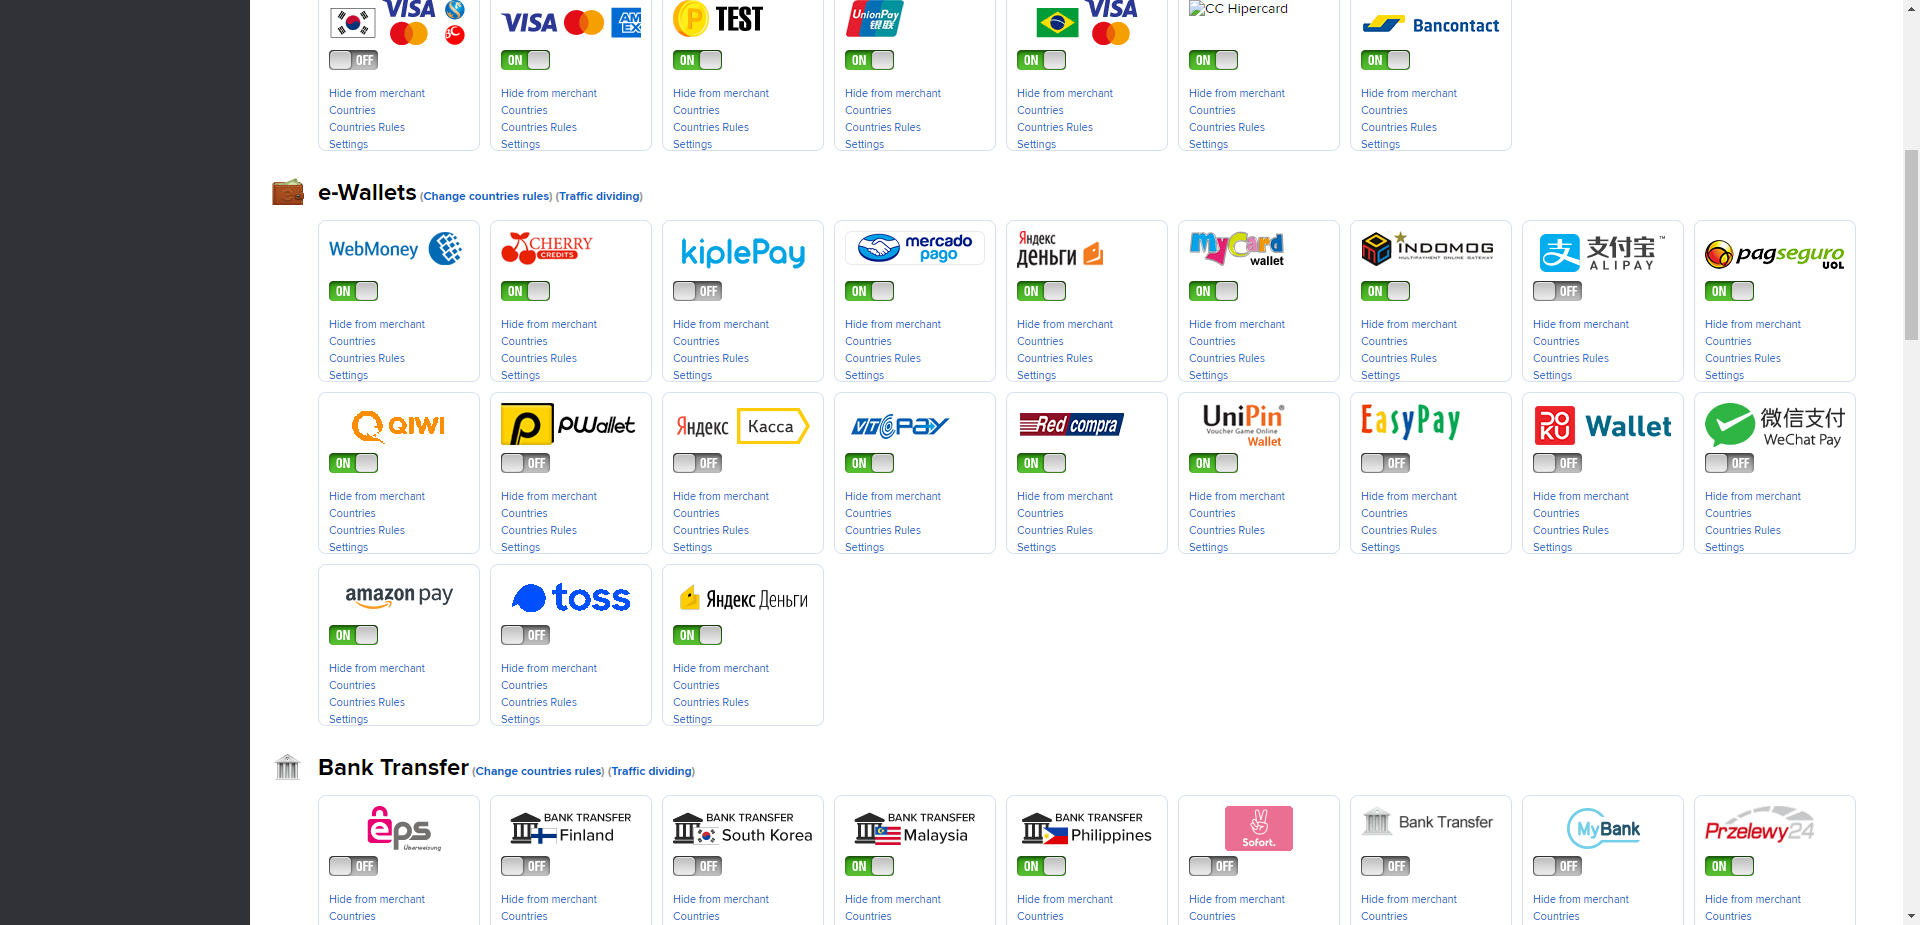 VISA VISA AM EX P TEST UnionPay 银联 VISA CC Hipercard Bancontact
OFF ON ON ON ON ON ON
Hide from merchant Hide from merchant Hide from merchant Hide from merchant Hide from merchant Hide from merchant Hide from merchant
Countries Countries Countries Countries Countries Countries Countries
Countries Rules Countries Rules Countries Rules Countries Rules Countries Rules Countries Rules Countries Rules
Settings Settings Settings Settings Settings Settings Settings
e-Wallets (Change countries rules) (Traffic dividing)
WebMoney CHERRY CREDITS kiplePay mercado pago Яндекс деньги MyCard wallet INDOMOG MULTIPAYMENT ONLINE GATEWAY 支 支付宝™ ALIPAY pagseguro UOL
ON ON OFF ON ON ON ON OFF ON
Hide from merchant Hide from merchant Hide from merchant Hide from merchant Hide from merchant Hide from merchant Hide from merchant Hide from merchant Hide from merchant
Countries Countries Countries Countries Countries Countries Countries Countries Countries
Countries Rules Countries Rules Countries Rules Countries Rules Countries Rules Countries Rules Countries Rules Countries Rules Countries Rules
Settings Settings Settings Settings Settings Settings Settings Settings Settings
QIWI P PWallet Яндекс Касса VTCPAY Redcompra UniPin® Voucher Game Online Wallet EasyPay DOKU Wallet 微信支付 WeChat Pay
ON OFF OFF ON ON ON OFF OFF OFF
Hide from merchant Hide from merchant Hide from merchant Hide from merchant Hide from merchant Hide from merchant Hide from merchant Hide from merchant Hide from merchant
Countries Countries Countries Countries Countries Countries Countries Countries Countries
Countries Rules Countries Rules Countries Rules Countries Rules Countries Rules Countries Rules Countries Rules Countries Rules Countries Rules
Settings Settings Settings Settings Settings Settings Settings Settings Settings
amazon pay toss Яндекс Деньги
ON OFF ON
Hide from merchant Hide from merchant Hide from merchant
Countries Countries Countries
Countries Rules Countries Rules Countries Rules
Settings Settings Settings
Bank Transfer (Change countries rules) (Traffic dividing)
eps Überweisung BANK TRANSFER Finland BANK TRANSFER South Korea BANK TRANSFER Malaysia BANK TRANSFER Philippines Sofort. Bank Transfer MyBank Przelewy24
OFF OFF OFF ON ON OFF OFF OFF ON
Hide from merchant Hide from merchant Hide from merchant Hide from merchant Hide from merchant Hide from merchant Hide from merchant Hide from merchant Hide from merchant
Countries Countries Countries Countries Countries Countries Countries Countries Countries